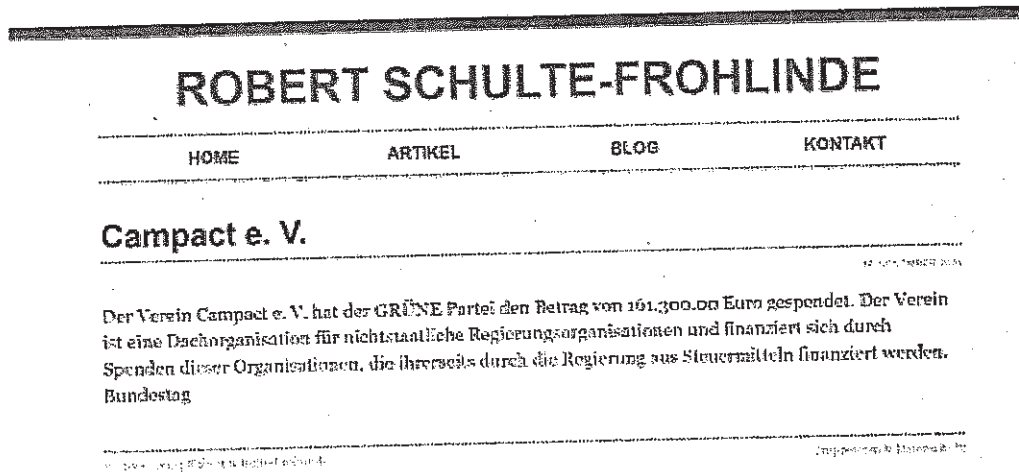 ROBERT SCHULTE-FROHLINDE
HOME ARTIKEL BLOG KONTAKT
Campact e. V.
Der Verein Campact e. V. hat der GRÜNE Partei den Betrag von 161.300.00 Euro gespendet. Der Verein
ist eine Dachorganisation für nichtstaatliche Regierungsorganisationen und finanziert sich durch
Spenden dieser Organisationen, die ihrerseits durch die Regierung aus Steuermitteln finanziert werden.
Bundestag